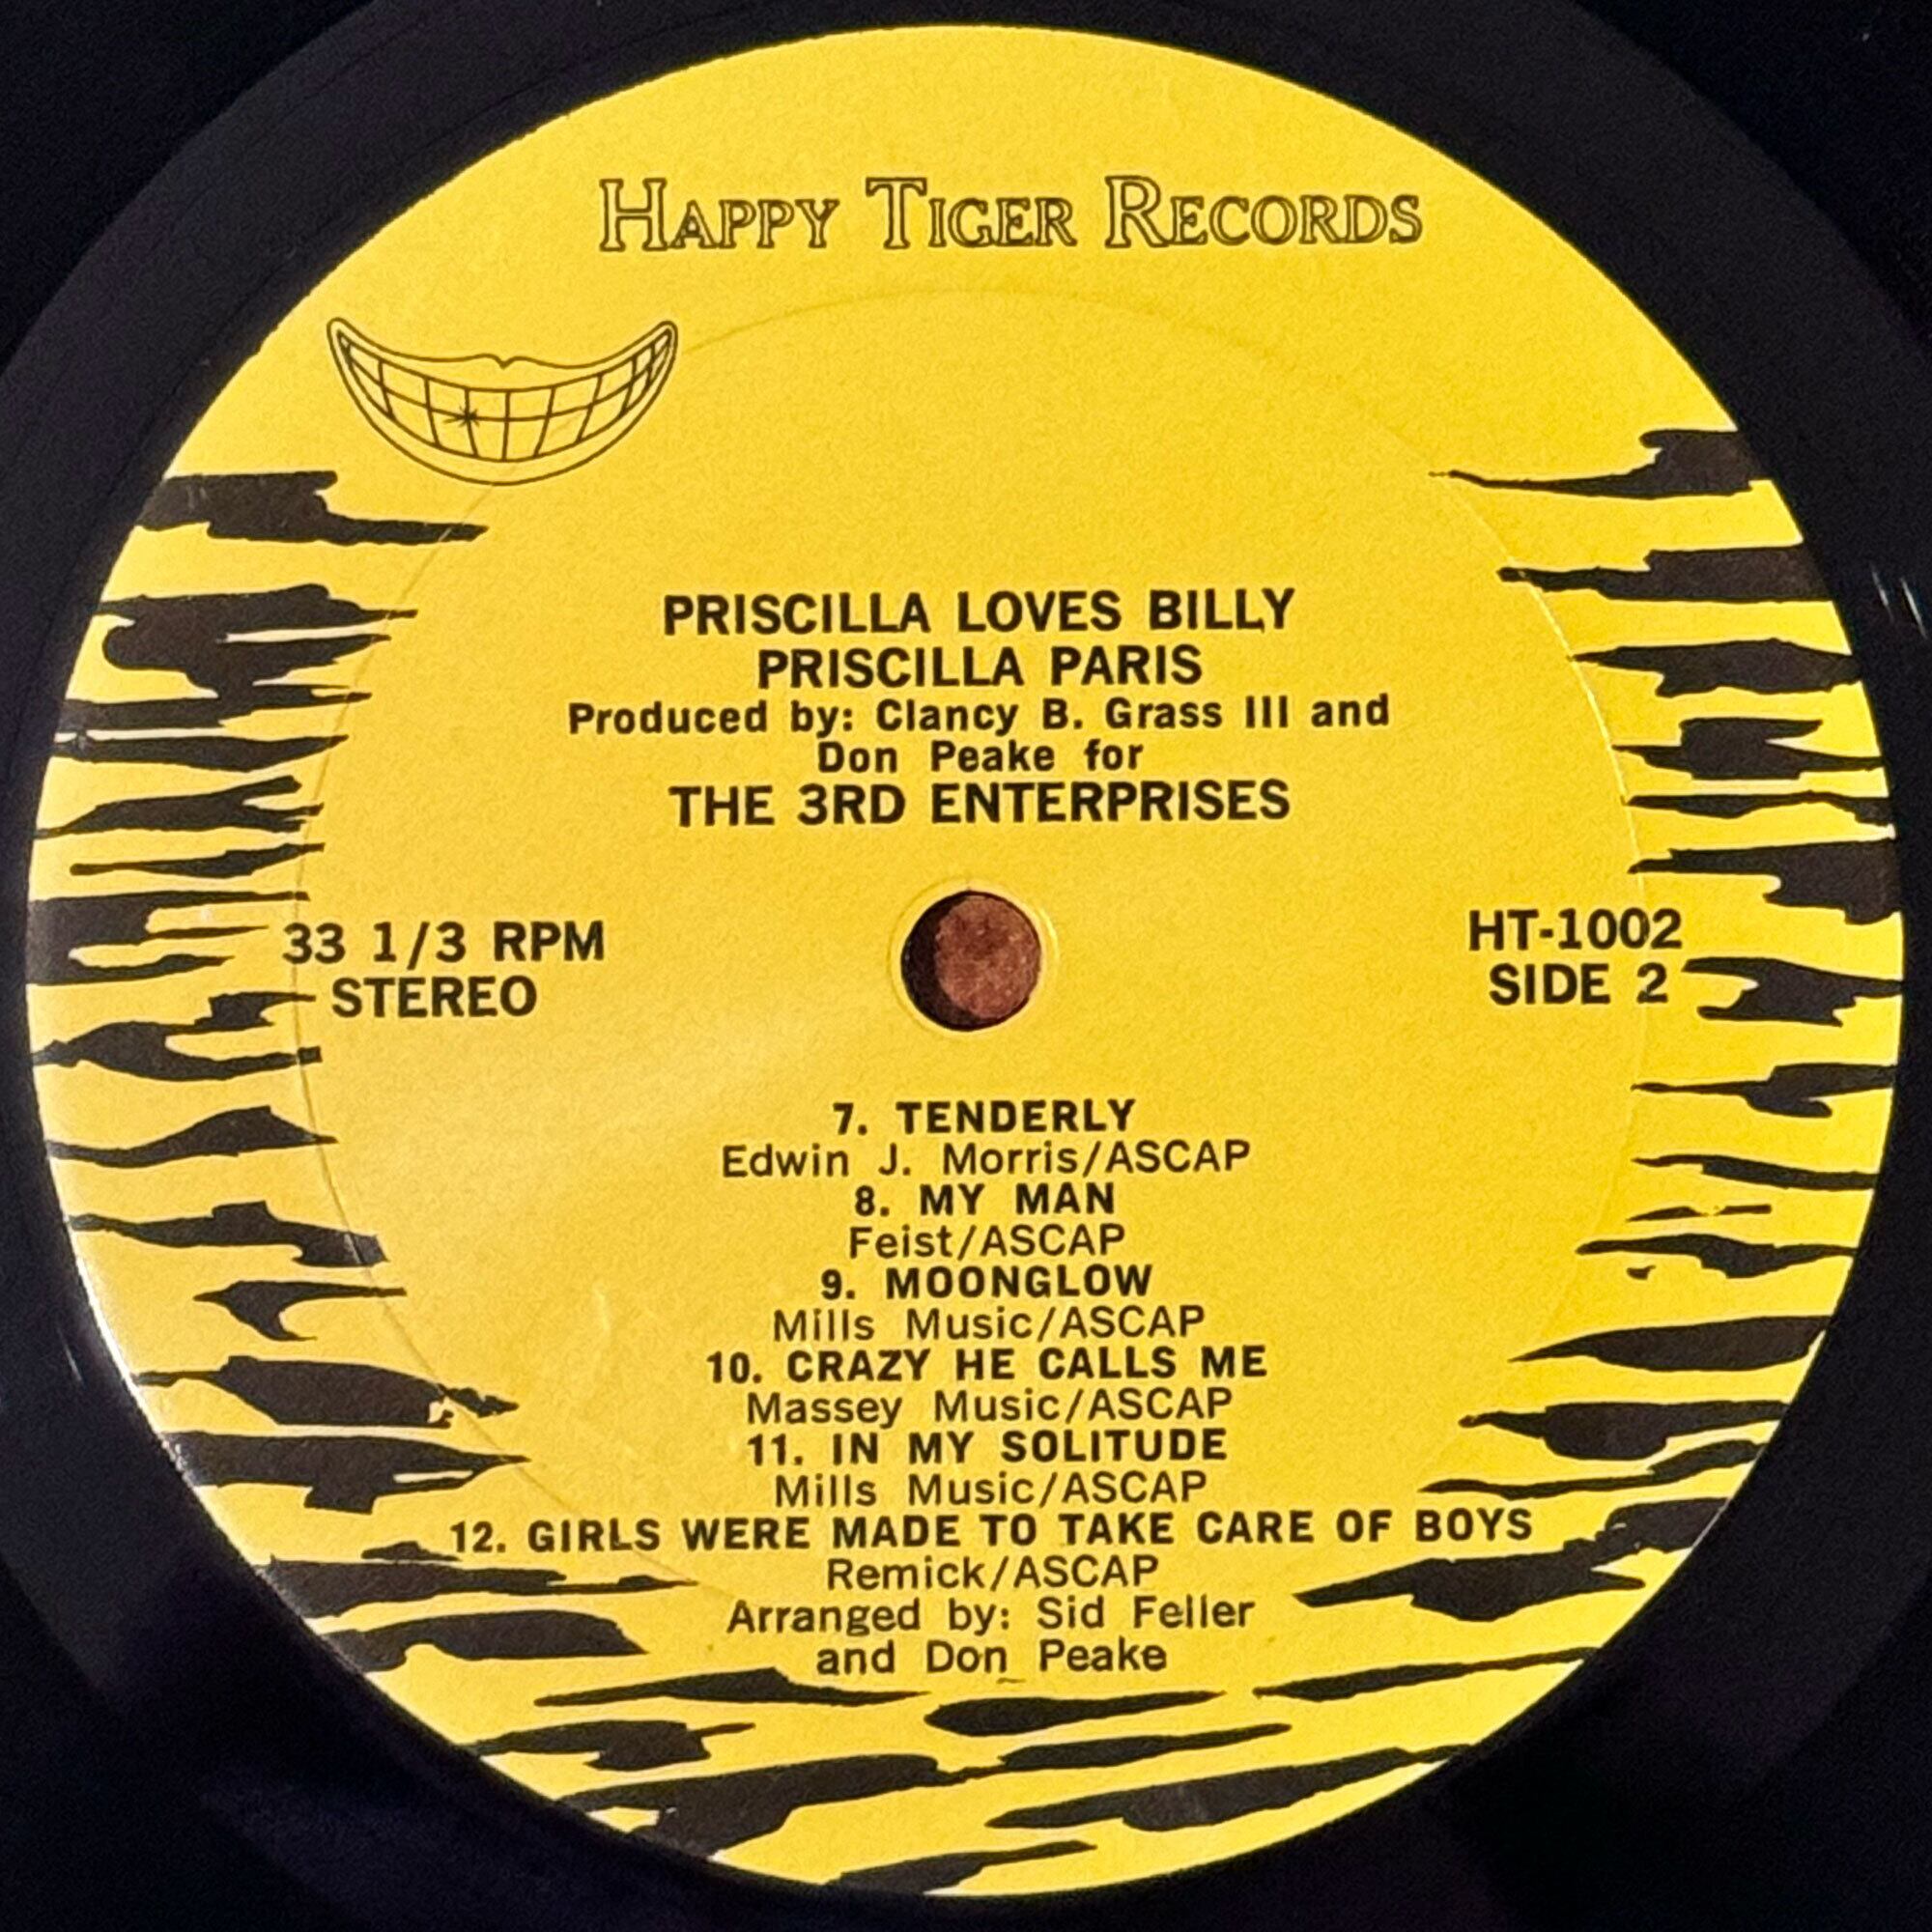 HAPPY TIGER RECORDS
PRISCILLA LOVES BILLY
PRISCILLA PARIS
Produced by: Clancy B. Grass III and
Don Peake for
THE 3RD ENTERPRISES
33 1/3 RPM
STEREO
HT-1002
SIDE 2
7. TENDERLY
Edwin J. Morris/ASCAP
8. MY MAN
Feist/ASCAP
9. MOONGLOW
Mills Music/ASCAP
10. CRAZY HE CALLS ME
Massey Music/ASCAP
11. IN MY SOLITUDE
Mills Music/ASCAP
12. GIRLS WERE MADE TO TAKE CARE OF BOYS
Remick/ASCAP
Arranged by: Sid Feller
and Don Peake